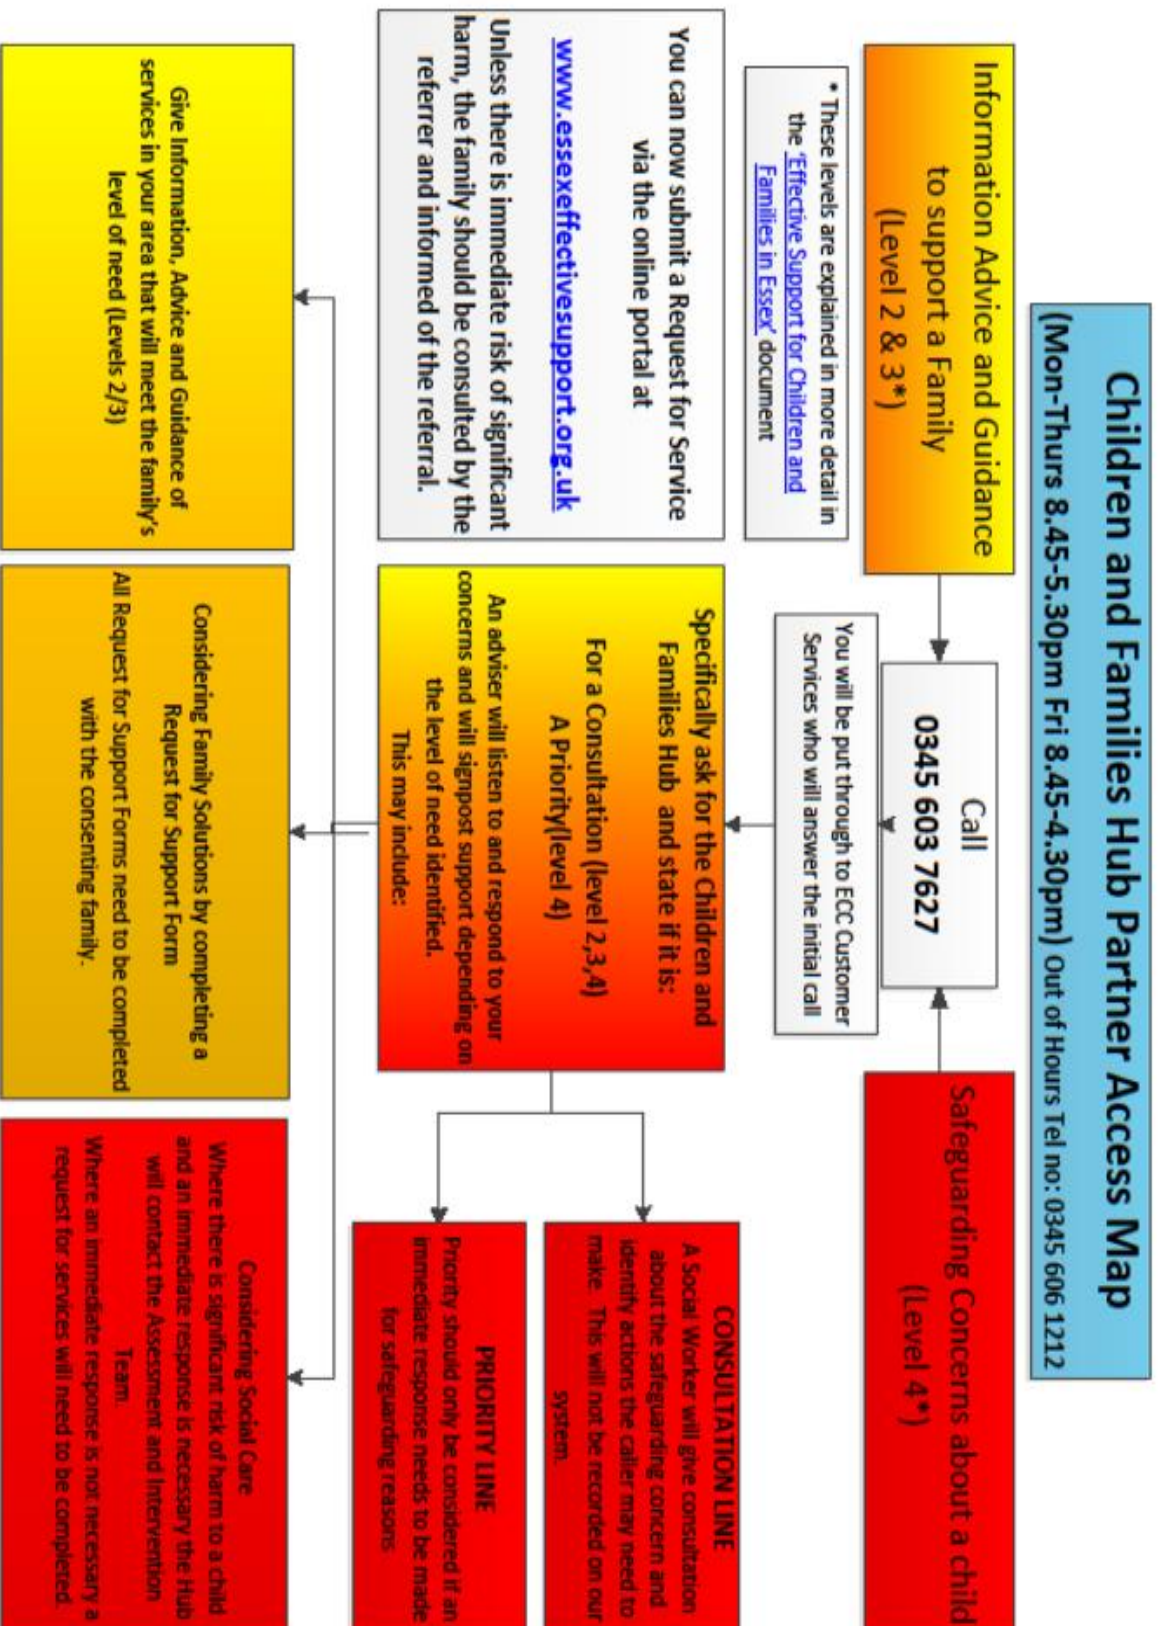 Children and Families Hub Partner Access Map
(Mon-Thurs 8.45-5.30pm Fri 8.45-4.30pm) Out of Hours Tel no: 0345 606 1212
Information Advice and Guidance
to support a Family
(Level 2 & 3*)
Call
0345 603 7627
Safeguarding Concerns about a child
(Level 4*)
* These levels are explained in more detail in
the 'Effective Support for Children and
Families in Essex' document
You will be put through to ECC Customer
Services who will answer the initial call
You can now submit a Request for Service
via the online portal at
www.essexeffectivesupport.org.uk
Unless there is immediate risk of significant
harm, the family should be consulted by the
referrer and informed of the referral.
Specifically ask for the Children and
Families Hub and state if it is:
For a Consultation (level 2,3,4)
A Priority(level 4)
An adviser will listen to and respond to your
concerns and will signpost support depending on
the level of need identified.
This may include:
CONSULTATION LINE
A Social Worker will give consultation
about the safeguarding concern and
identify actions the caller may need to
make. This will not be recorded on our
system.
PRIORITY LINE
Priority should only be considered if an
immediate response needs to be made
for safeguarding reasons
Give Information, Advice and Guidance of
services in your area that will meet the family's
level of need (Levels 2/3)
Considering Family Solutions by completing a
Request for Support Form
All Request for Support Forms need to be completed
with the consenting family.
Considering Social Care
Where there is significant risk of harm to a child
and an immediate response is necessary the Hub
will contact the Assessment and Intervention
Team.
Where an immediate response is not necessary a
request for services will need to be completed.